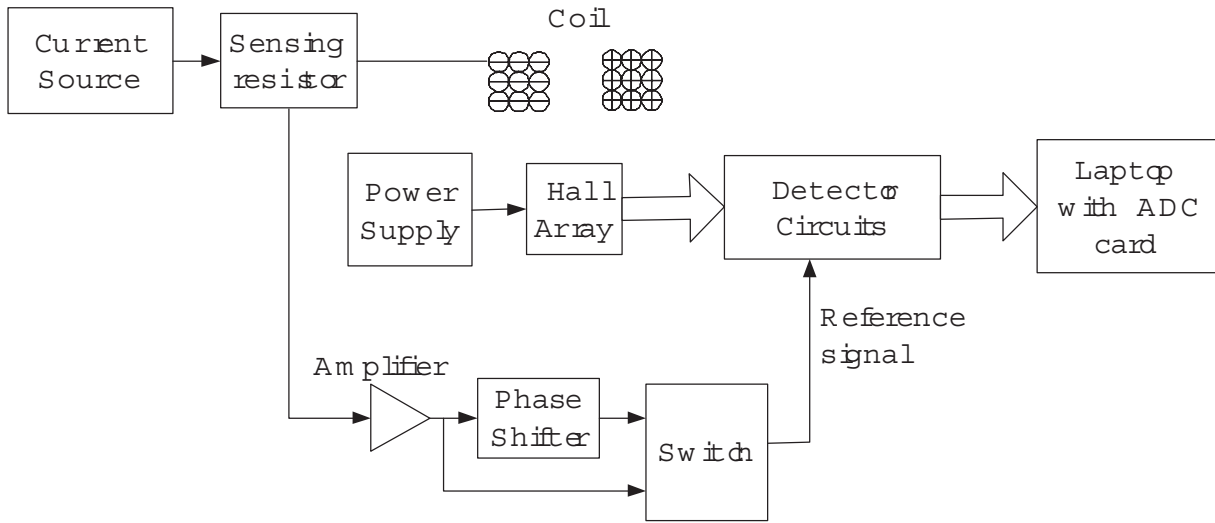 Coil
Current
Source
Sensing
resistor
Power
Supply
Hall
Array
Detector
Circuits
Laptop
with ADC
card
Reference
signal
Amplifier
Phase
Shifter
Switch